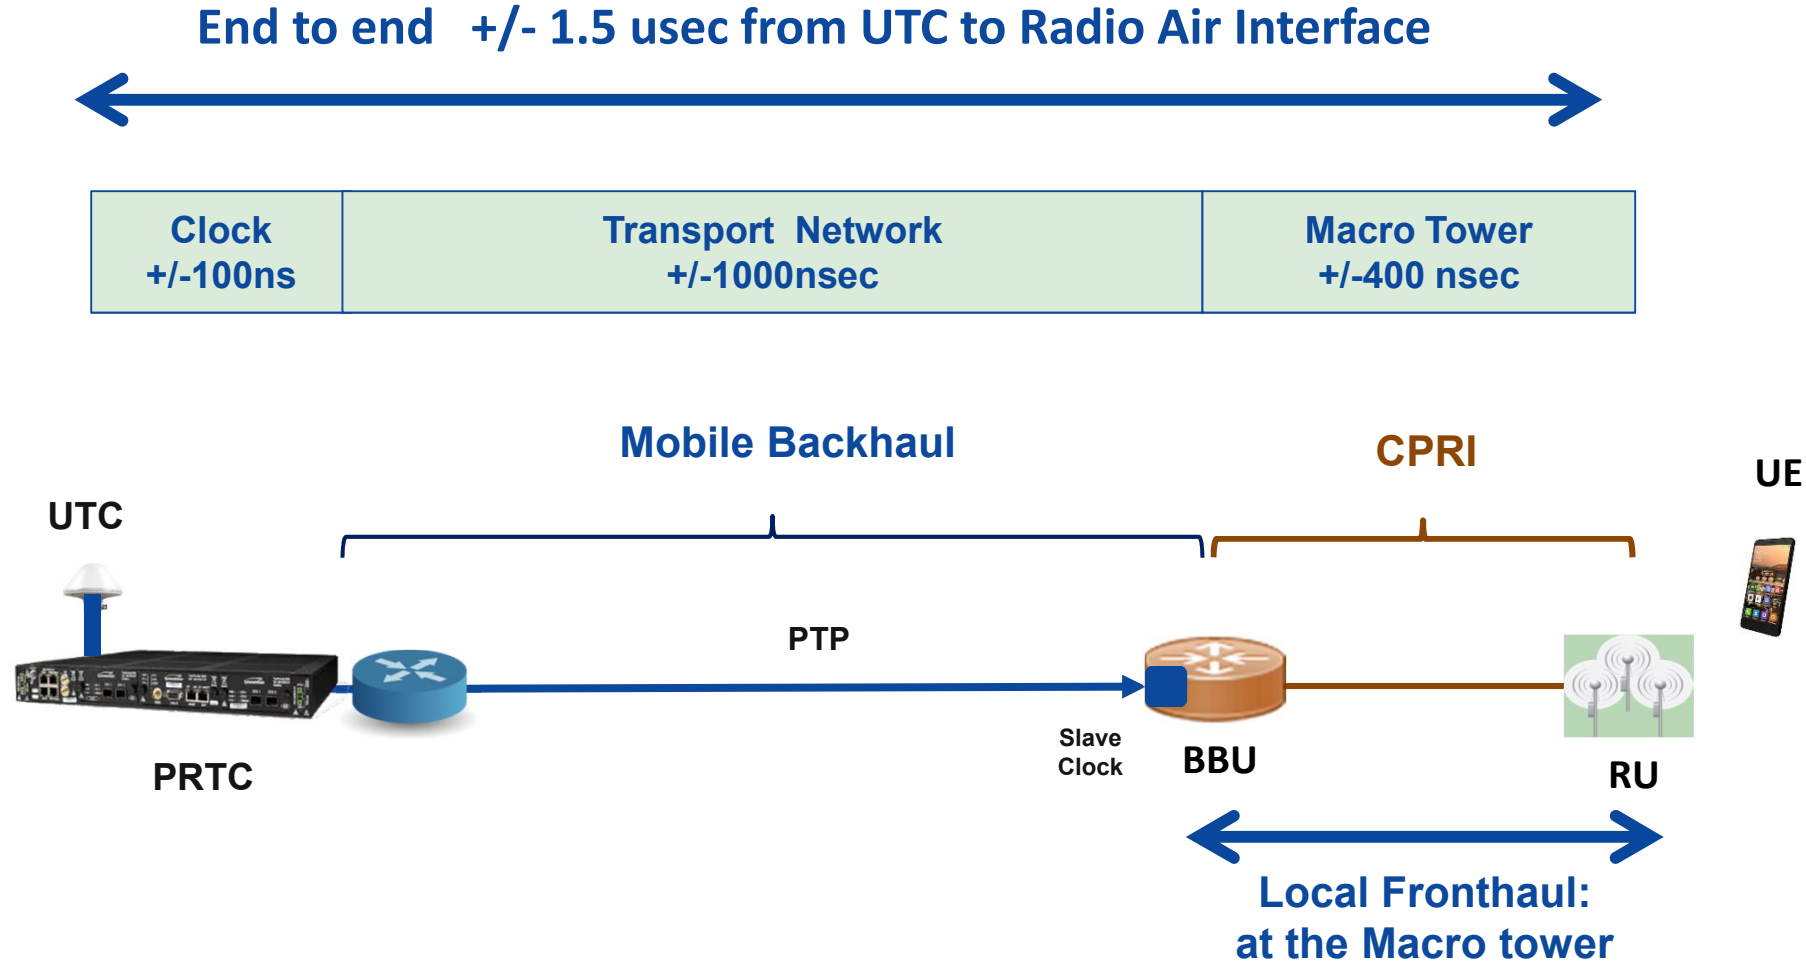 End to end +/- 1.5 usec from UTC to Radio Air Interface
Clock
+/-100ns
Transport Network
+/-1000nsec
Macro Tower
+/-400 nsec
Mobile Backhaul
CPRI
UE
UTC
PTP
Slave
Clock
BBU
PRTC
RU
Local Fronthaul:
at the Macro tower